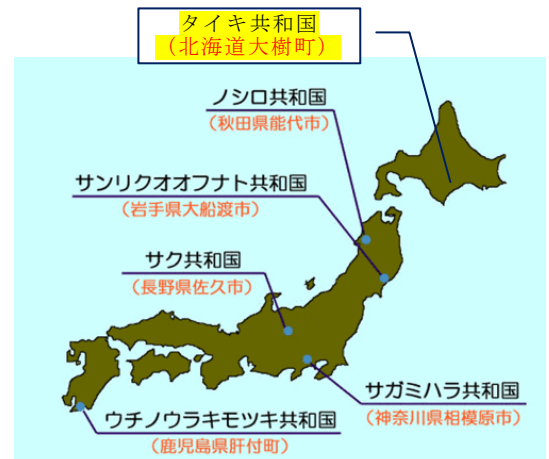 タイキ共和国
（北海道大樹町）
ノシロ共和国
（秋田県能代市）
サンリクオオフナト共和国
（岩手県大船渡市）
サク共和国
（長野県佐久市）
サガミハラ共和国
（神奈川県相模原市）
ウチノウラキモツキ共和国
（鹿児島県肝付町）